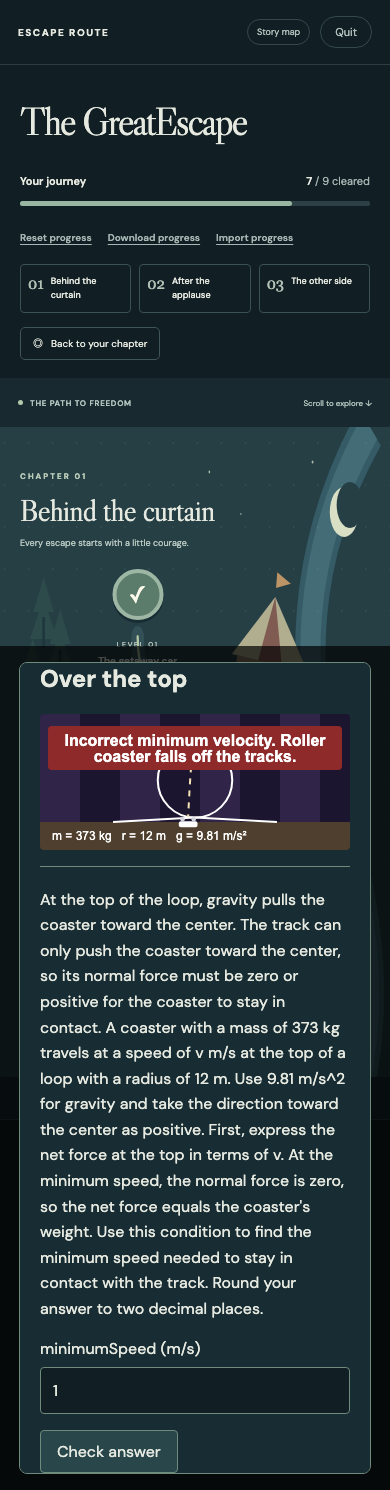 ESCAPE ROUTE
Story map
Quit
The GreatEscape
Your journey
7 / 9 cleared
Reset progress
Download progress
Import progress
01 Behind the
curtain
02 After the
applause
03 The other side
Back to your chapter
THE PATH TO FREEDOM
Scroll to explore ↓
CHAPTER 01
Behind the curtain
Every escape starts with a little courage.
LEVEL 01
The getaway car
Over the top
Incorrect minimum velocity. Roller
coaster falls off the tracks.
m = 373 kg r = 12 m g = 9.81 m/s²
At the top of the loop, gravity pulls the
coaster toward the center. The track can
only push the coaster toward the center,
so its normal force must be zero or
positive for the coaster to stay in
contact. A coaster with a mass of 373 kg
travels at a speed of v m/s at the top of a
loop with a radius of 12 m. Use 9.81 m/s^2
for gravity and take the direction toward
the center as positive. First, express the
net force at the top in terms of v. At the
minimum speed, the normal force is zero,
so the net force equals the coaster's
weight. Use this condition to find the
minimum speed needed to stay in
contact with the track. Round your
answer to two decimal places.
minimumSpeed (m/s)
1
Check answer